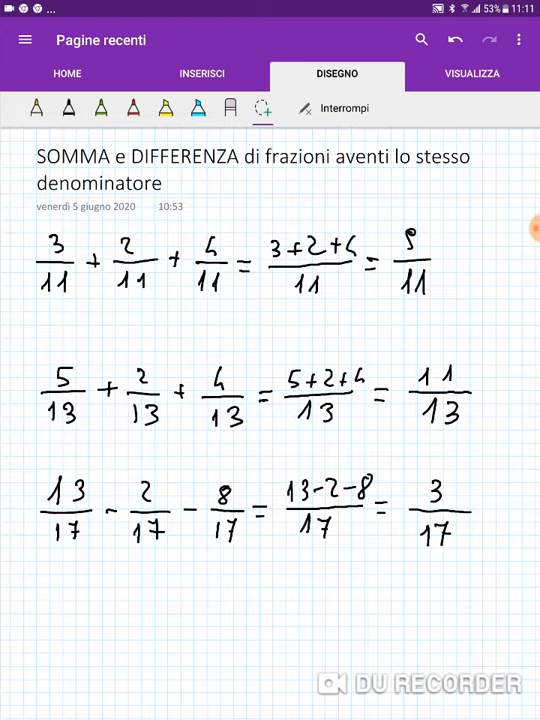 ... 53% 11:11
Pagine recenti
HOME INSERISCI DISEGNO VISUALIZZA
Interrompi
SOMMA e DIFFERENZA di frazioni aventi lo stesso
denominatore
venerdì 5 giugno 2020 10:53
3/11 + 2/11 + 4/11 = (3+2+4)/11 = 9/11
5/13 + 2/13 + 4/13 = (5+2+4)/13 = 11/13
13/17 - 2/17 - 8/17 = (13-2-8)/17 = 3/17
DU RECORDER